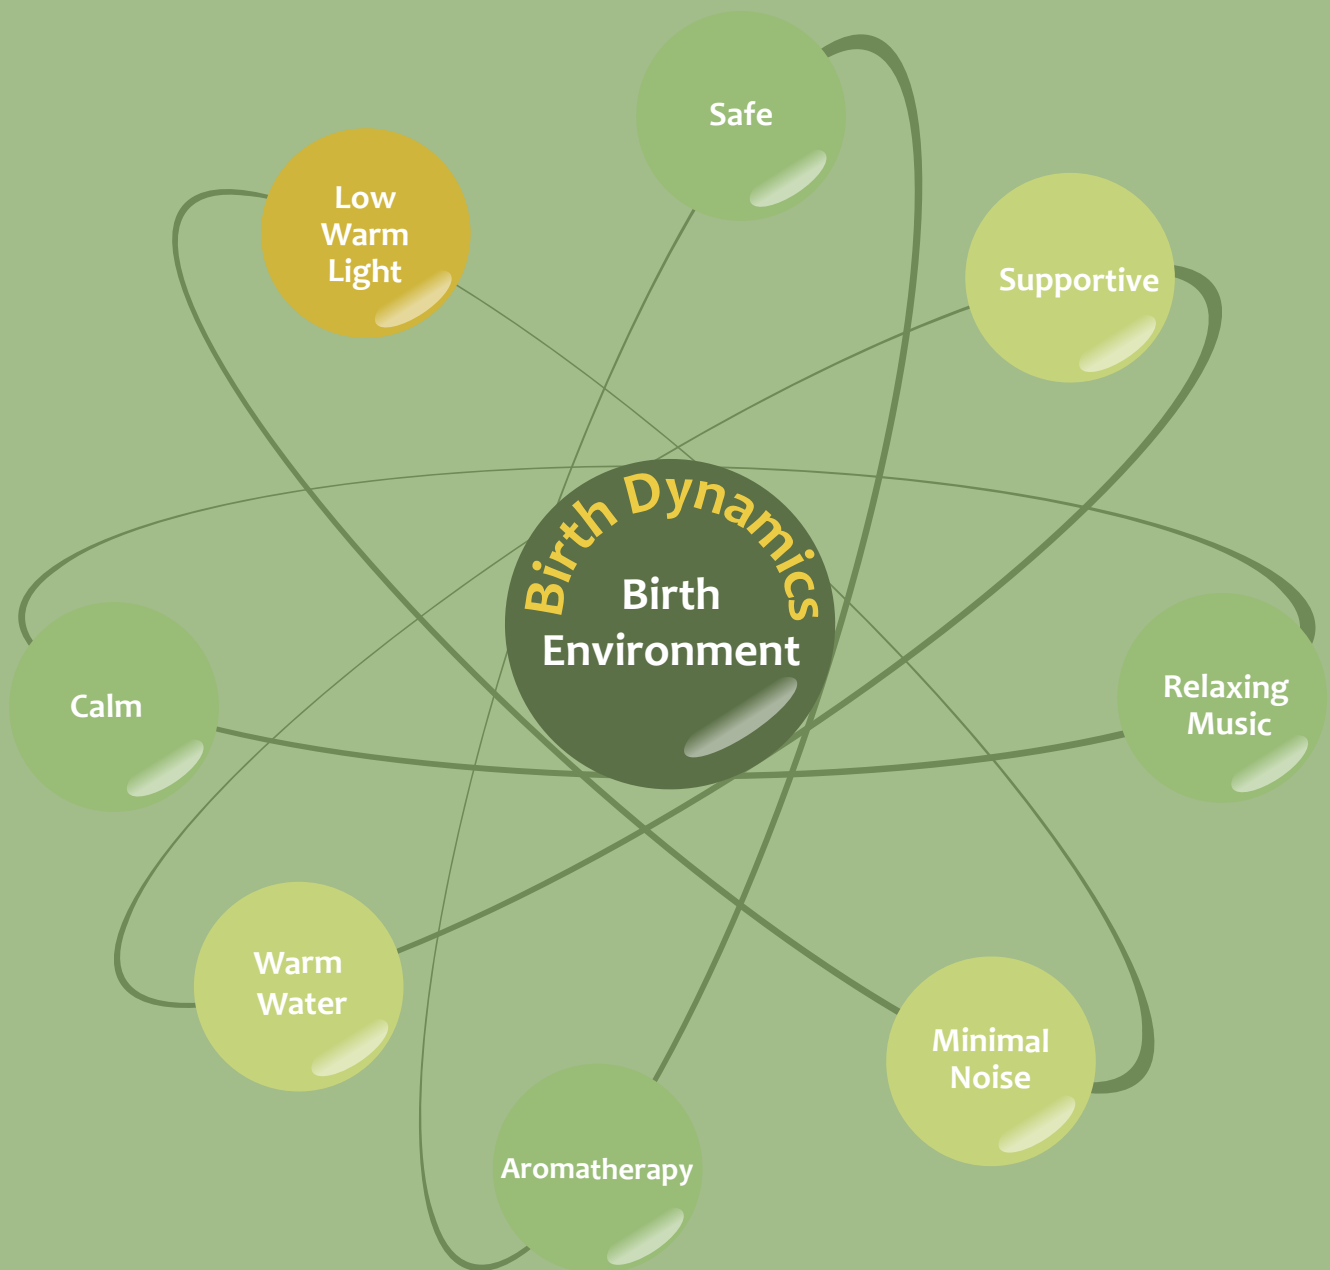 Safe
Low
Warm
Light
Supportive
Birth Dynamics
Birth
Environment
Calm
Relaxing
Music
Warm
Water
Minimal
Noise
Aromatherapy